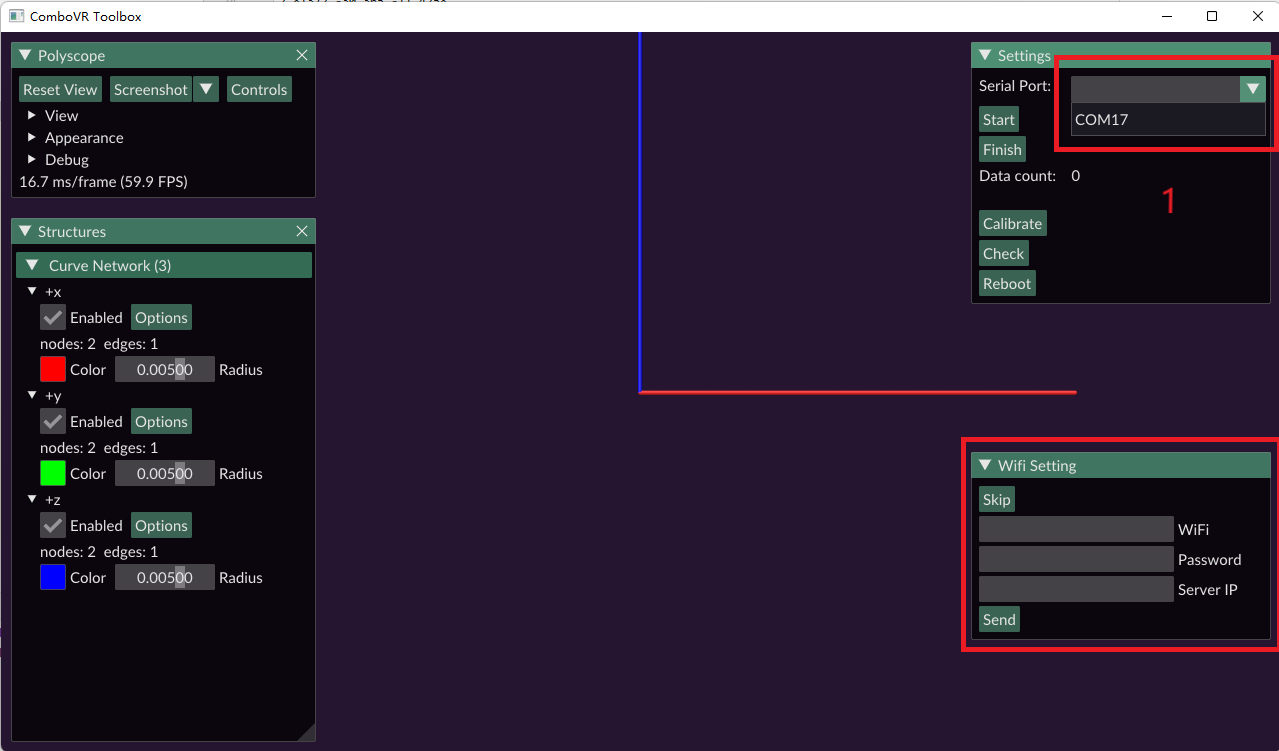 ComboVR Toolbox
Polyscope
Reset View Screenshot Controls
View
Appearance
Debug
16.7 ms/frame (59.9 FPS)
Structures
Curve Network (3)
+x
Enabled Options
nodes: 2 edges: 1
Color 0.00500 Radius
+y
Enabled Options
nodes: 2 edges: 1
Color 0.00500 Radius
+z
Enabled Options
nodes: 2 edges: 1
Color 0.00500 Radius
Settings
Serial Port:
COM17
Start
Finish
Data count: 0
1
Calibrate
Check
Reboot
Wifi Setting
Skip
WiFi
Password
Server IP
Send